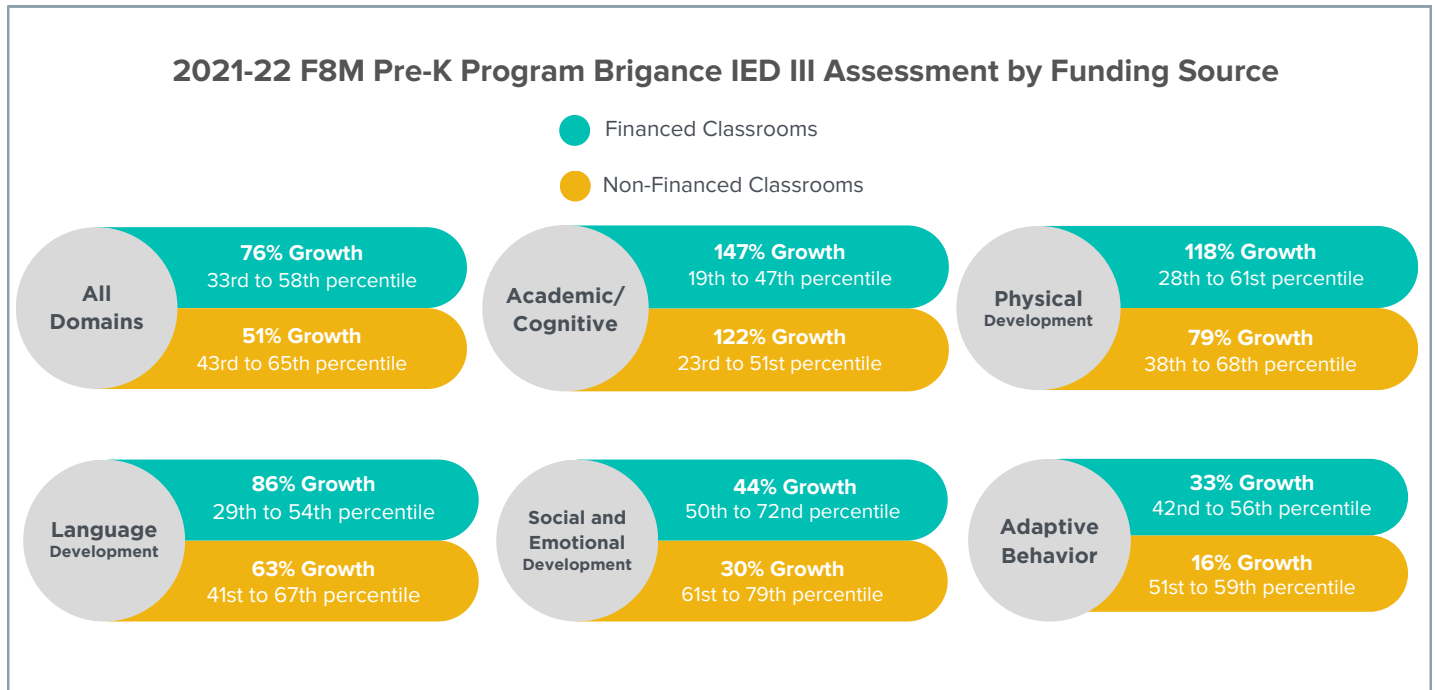 2021-22 F8M Pre-K Program Brigance IED III Assessment by Funding Source
Financed Classrooms
Non-Financed Classrooms
All
Domains
76% Growth
33rd to 58th percentile
51% Growth
43rd to 65th percentile
Academic/
Cognitive
147% Growth
19th to 47th percentile
122% Growth
23rd to 51st percentile
Physical
Development
118% Growth
28th to 61st percentile
79% Growth
38th to 68th percentile
Language
Development
86% Growth
29th to 54th percentile
63% Growth
41st to 67th percentile
Social and
Emotional
Development
44% Growth
50th to 72nd percentile
30% Growth
61st to 79th percentile
Adaptive
Behavior
33% Growth
42nd to 56th percentile
16% Growth
51st to 59th percentile